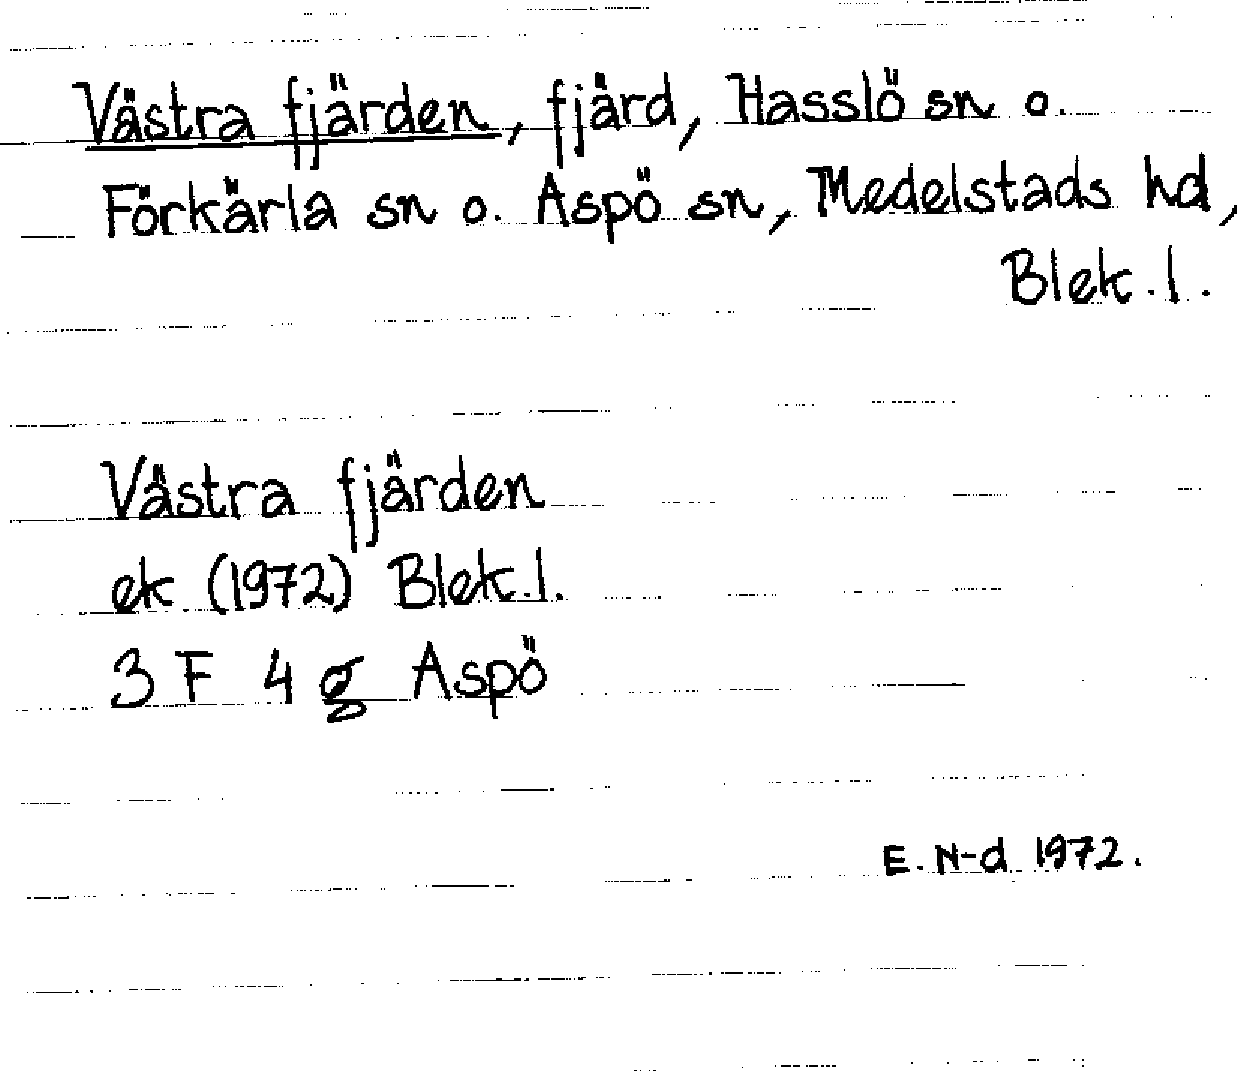 Västra fjärden, fjärd, Hasslö sn o.
Förkärla sn o. Aspö sn, Medelstads hd,
Blek. l.
Västra fjärden
ek (1972) Blek. l.
3 F 4 g Aspö
E. N-d 1972.